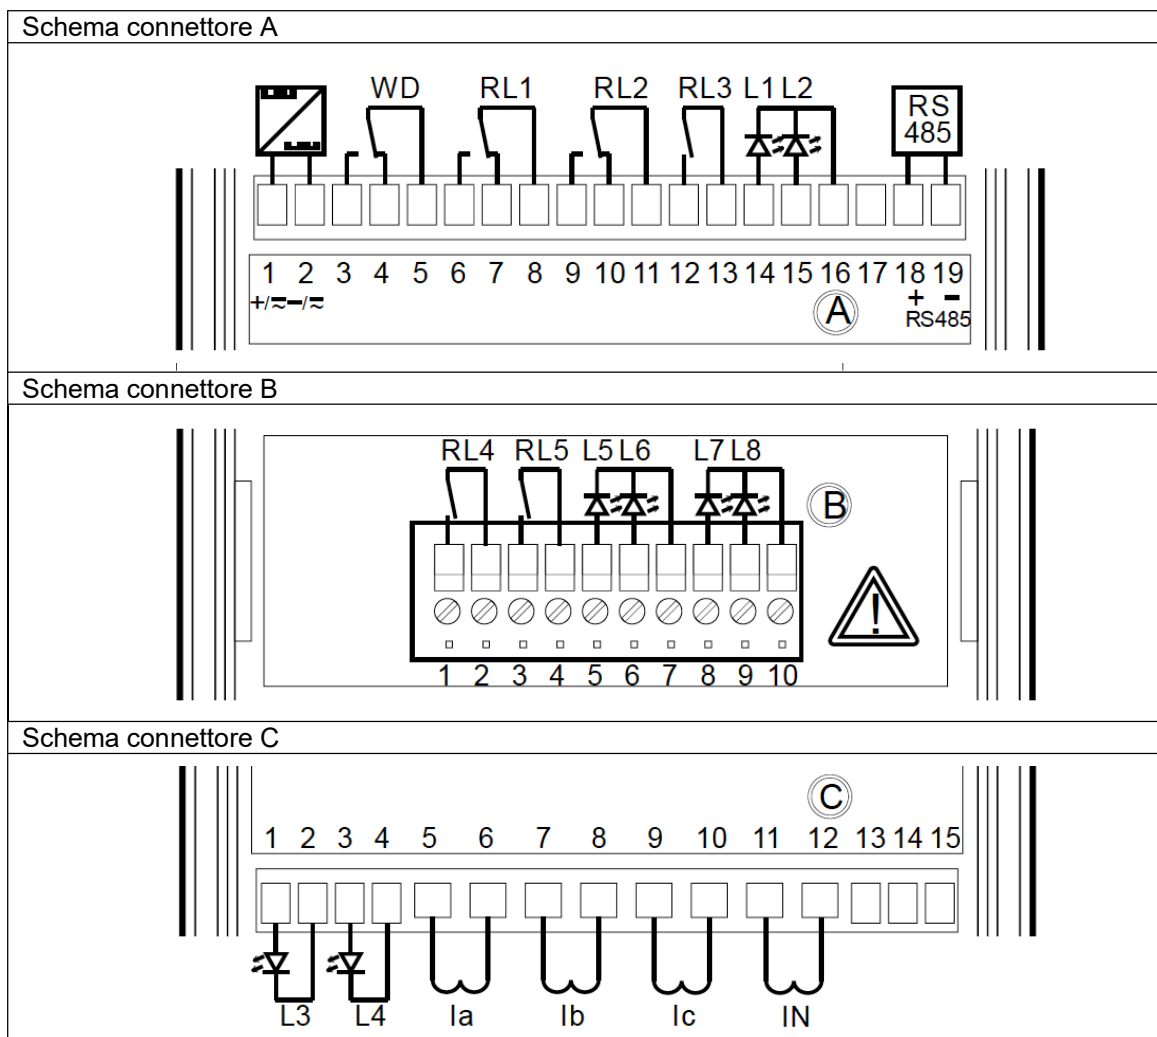 Schema connettore A
WD RL1 RL2 RL3 L1 L2 RS
485
1 2 3 4 5 6 7 8 9 10 11 12 13 14 15 16 17 18 19
+/≂ −/≂ + −
A RS485
Schema connettore B
RL4 RL5 L5 L6 L7 L8
B
!
1 2 3 4 5 6 7 8 9 10
Schema connettore C
C
1 2 3 4 5 6 7 8 9 10 11 12 13 14 15
L3 L4 Ia Ib Ic IN